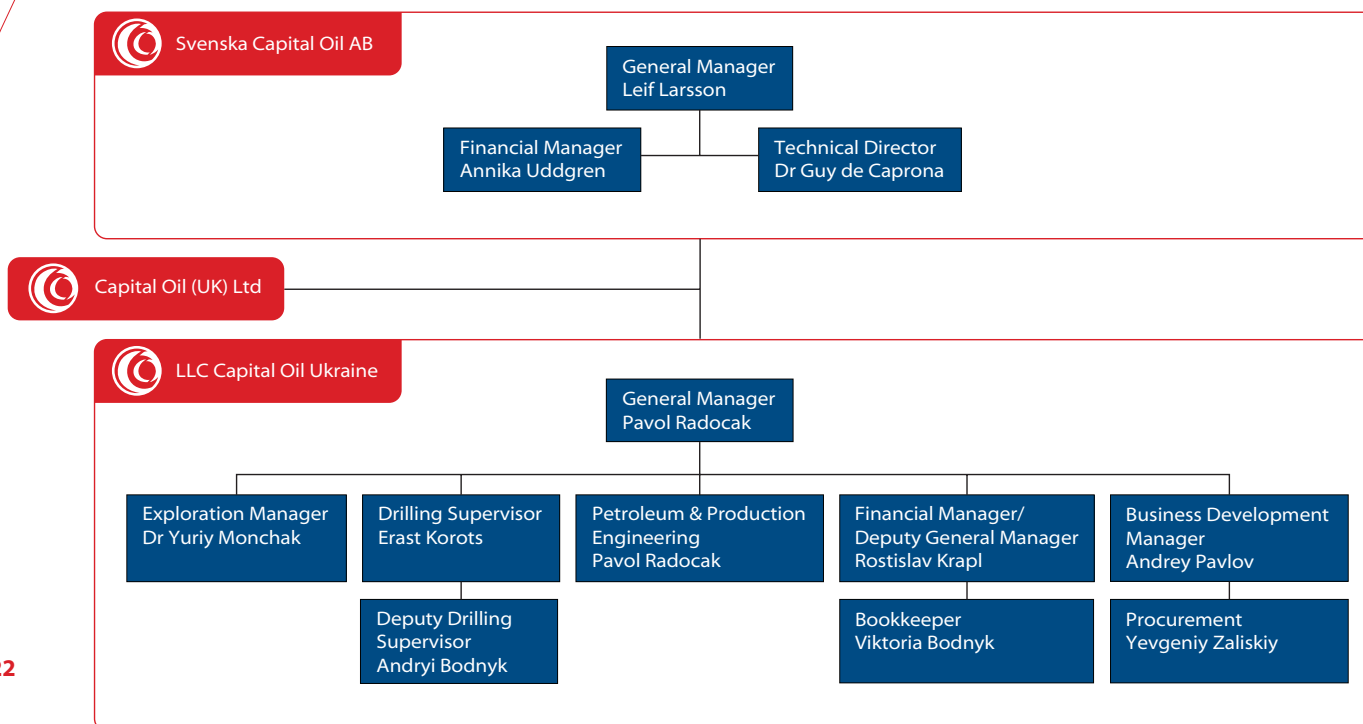 Svenska Capital Oil AB
General Manager
Leif Larsson
Financial Manager
Annika Uddgren
Technical Director
Dr Guy de Caprona
Capital Oil (UK) Ltd
LLC Capital Oil Ukraine
General Manager
Pavol Radocak
Exploration Manager
Dr Yuriy Monchak
Drilling Supervisor
Erast Korots
Petroleum & Production
Engineering
Pavol Radocak
Financial Manager/
Deputy General Manager
Rostislav Krapl
Business Development
Manager
Andrey Pavlov
Deputy Drilling
Supervisor
Andryi Bodnyk
Bookkeeper
Viktoria Bodnyk
Procurement
Yevgeniy Zaliskiy
22